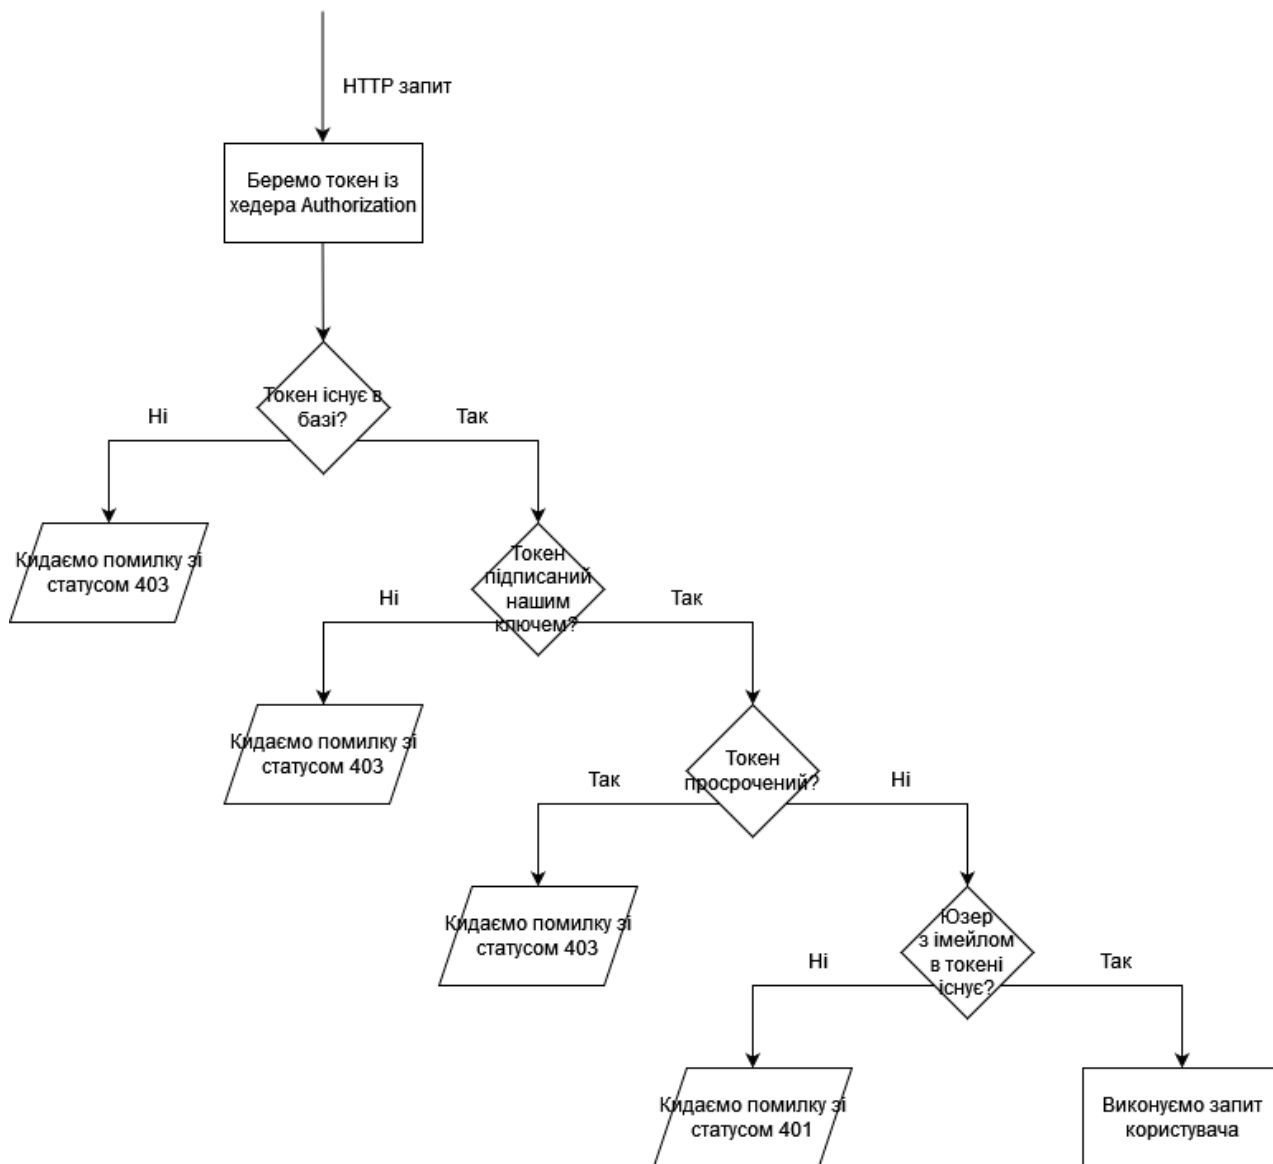 HTTP запит
Беремо токен із
хедера Authorization
Токен існує в
базі?
Ні
Так
Кидаємо помилку зі
статусом 403
Токен
підписаний
нашим
ключем?
Ні
Так
Кидаємо помилку зі
статусом 403
Токен
просрочений?
Так
Ні
Кидаємо помилку зі
статусом 403
Юзер
з імейлом
в токені
існує?
Ні
Так
Кидаємо помилку зі
статусом 401
Виконуємо запит
користувача